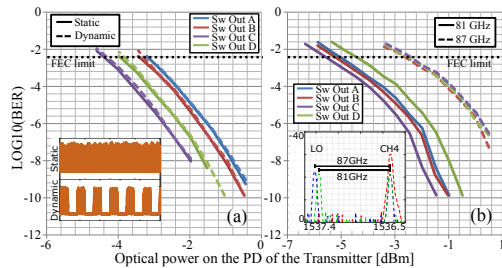 (a)
Static
Dynamic
FEC limit
Sw Out A
Sw Out B
Sw Out C
Sw Out D
Static
Dynamic
0
-2
-4
-6
-8
-10
-12
-6
-4
-2
0
LOG10(BER)
(b)
81 GHz
87 GHz
FEC limit
Sw Out A
Sw Out B
Sw Out C
Sw Out D
-40
LO
CH4
87GHz
81GHz
1537.4
1536.5
-7
-5
-3
-1
1
Optical power on the PD of the Transmitter [dBm]